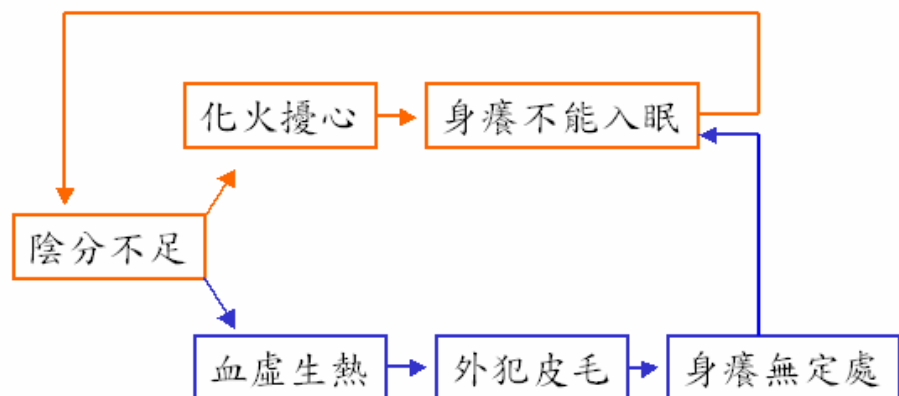 化火擾心
身癢不能入眠
陰分不足
血虛生熱
外犯皮毛
身癢無定處